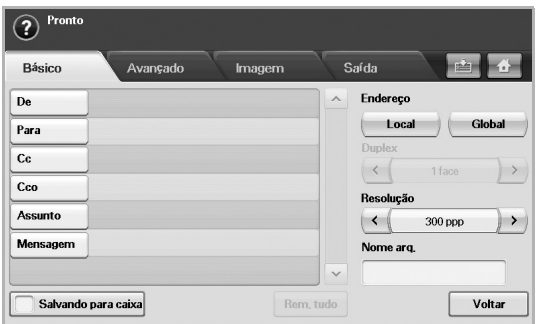 ? Pronto
Básico Avançado Imagem Saída
De
Para
Cc
Cco
Assunto
Mensagem
Endereço
Local Global
Duplex
< 1 face >
Resolução
< 300 ppp >
Nome arq.
Salvando para caixa Rem. tudo Voltar